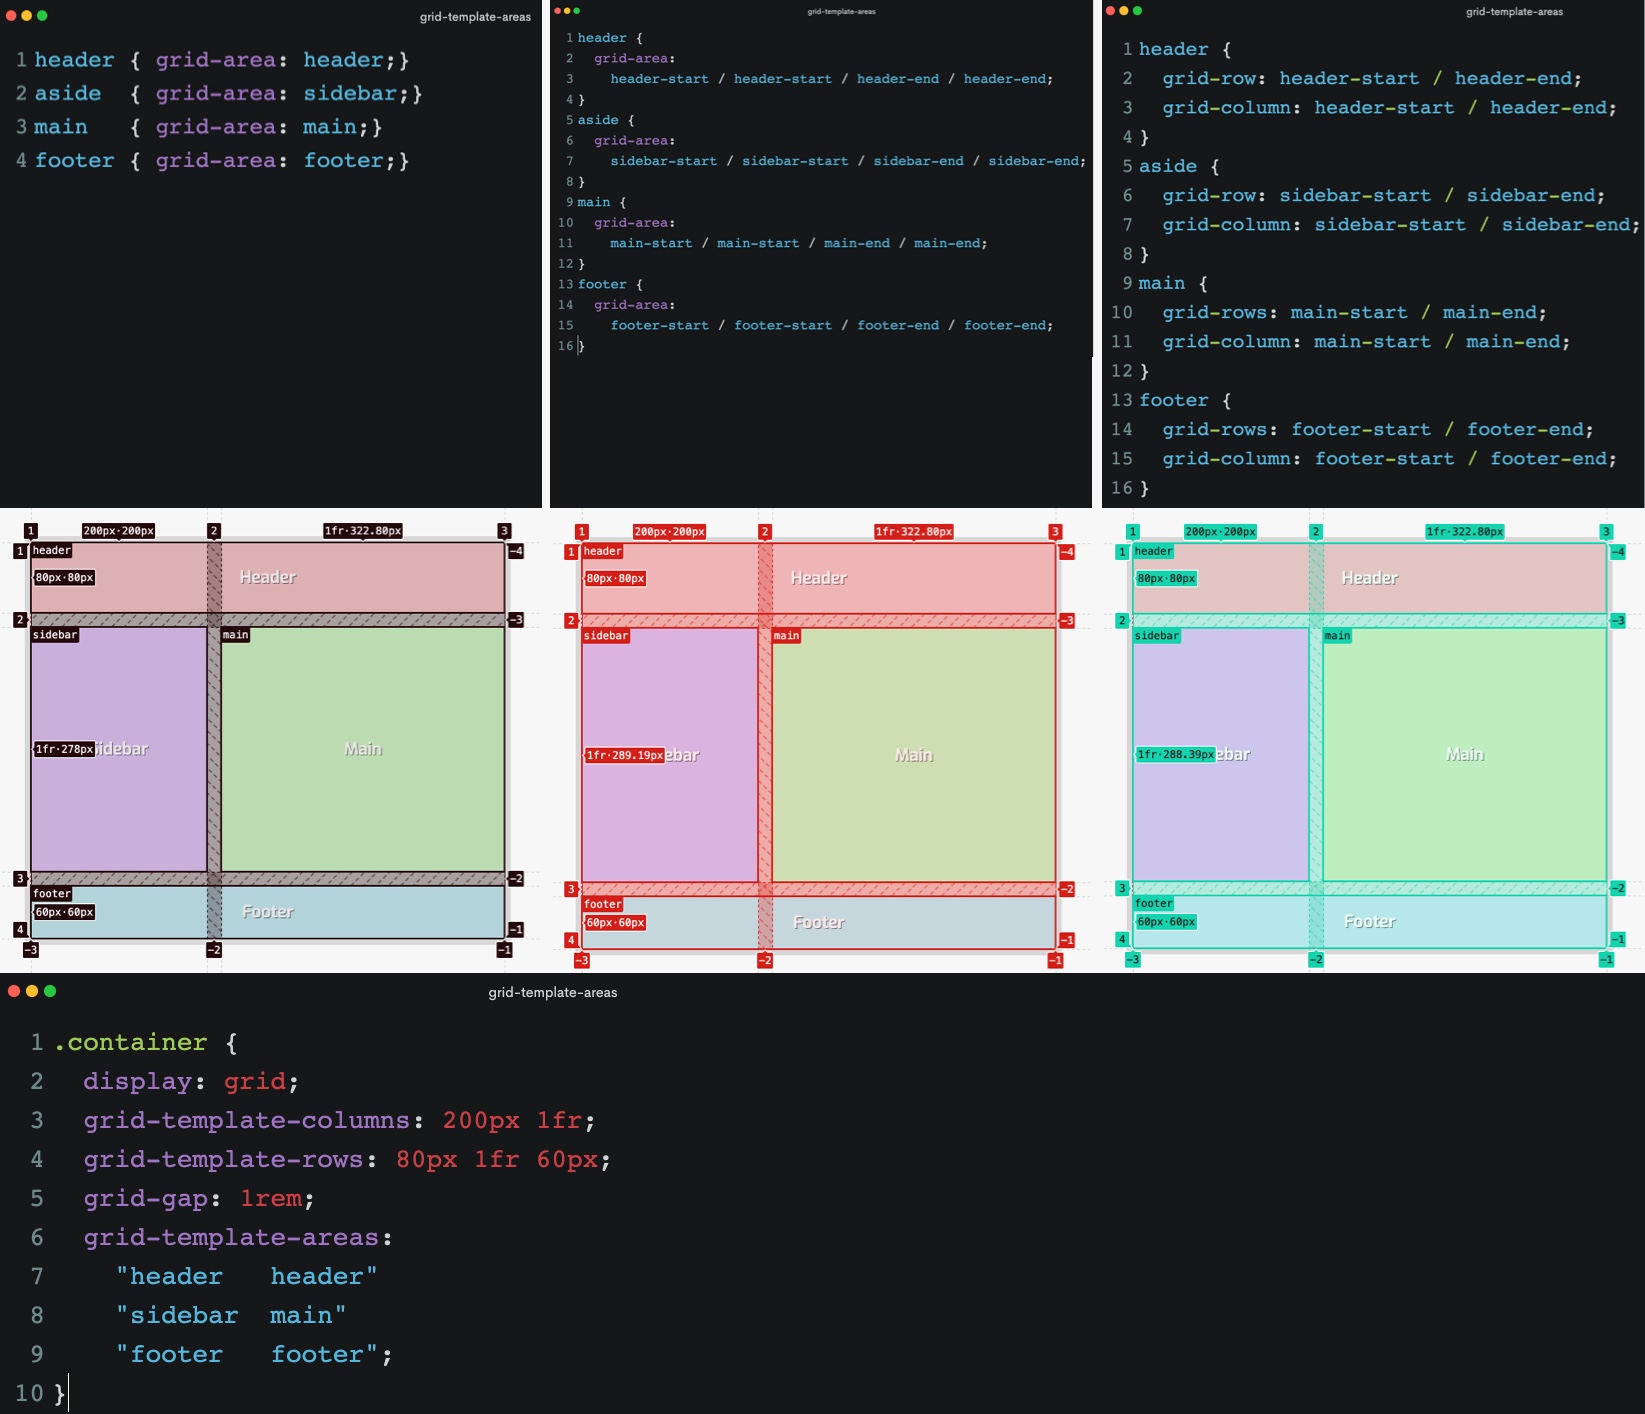 grid-template-areas
1 header { grid-area: header;}
2 aside  { grid-area: sidebar;}
3 main   { grid-area: main;}
4 footer { grid-area: footer;}
grid-template-areas
1 header {
2   grid-area:
3     header-start / header-start / header-end / header-end;
4 }
5 aside {
6   grid-area:
7     sidebar-start / sidebar-start / sidebar-end / sidebar-end;
8 }
9 main {
10   grid-area:
11     main-start / main-start / main-end / main-end;
12 }
13 footer {
14   grid-area:
15     footer-start / footer-start / footer-end / footer-end;
16 }
grid-template-areas
1 header {
2   grid-row: header-start / header-end;
3   grid-column: header-start / header-end;
4 }
5 aside {
6   grid-row: sidebar-start / sidebar-end;
7   grid-column: sidebar-start / sidebar-end;
8 }
9 main {
10   grid-rows: main-start / main-end;
11   grid-column: main-start / main-end;
12 }
13 footer {
14   grid-rows: footer-start / footer-end;
15   grid-column: footer-start / footer-end;
16 }
1 200px·200px 2 1fr·322.80px 3
1 header -4
80px·80px Header
2 -3
sidebar main
1fr·278px idebar Main
3 -2
footer
60px·60px Footer
4 -1
-3 -2 -1
1 200px·200px 2 1fr·322.80px 3
1 header -4
80px·80px Header
2 -3
sidebar main
1fr·289.19px ebar Main
3 -2
footer
60px·60px Footer
4 -1
-3 -2 -1
1 200px·200px 2 1fr·322.80px 3
1 header -4
80px·80px Header
2 -3
sidebar main
1fr·288.39px ebar Main
3 -2
footer
60px·60px Footer
4 -1
-3 -2 -1
grid-template-areas
1 .container {
2   display: grid;
3   grid-template-columns: 200px 1fr;
4   grid-template-rows: 80px 1fr 60px;
5   grid-gap: 1rem;
6   grid-template-areas:
7     "header   header"
8     "sidebar  main"
9     "footer   footer";
10 }